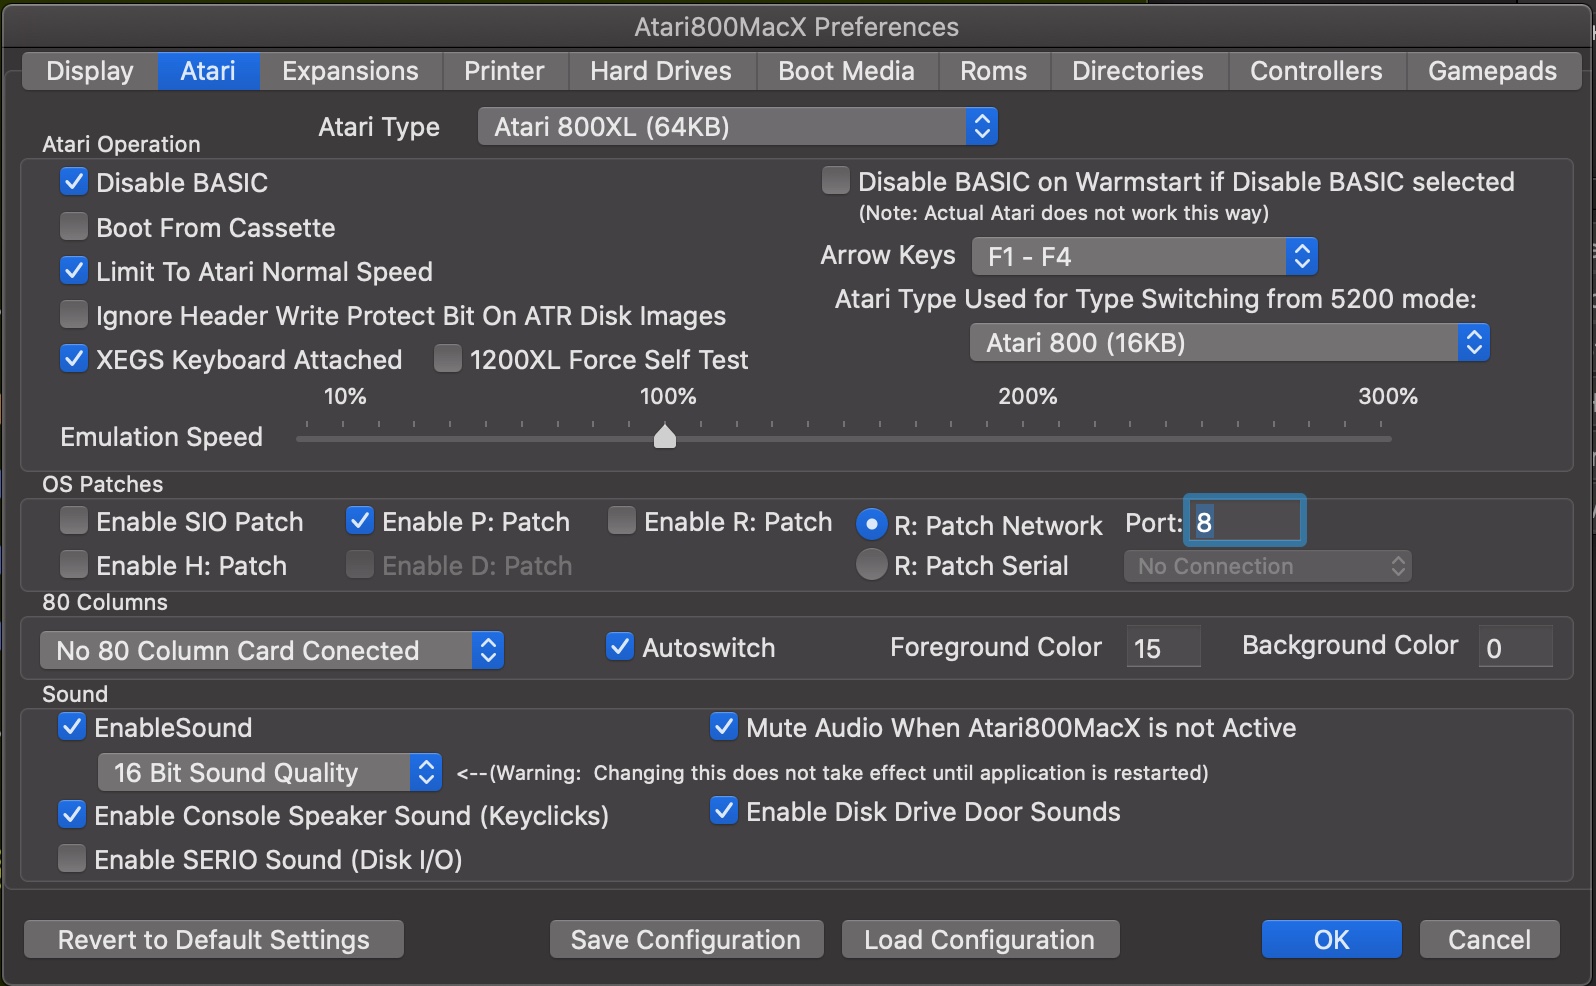 Atari800MacX Preferences
Display Atari Expansions Printer Hard Drives Boot Media Roms Directories Controllers Gamepads
Atari Type Atari 800XL (64KB)
Atari Operation
Disable BASIC
Disable BASIC on Warmstart if Disable BASIC selected
(Note: Actual Atari does not work this way)
Boot From Cassette
Arrow Keys F1 - F4
Limit To Atari Normal Speed
Atari Type Used for Type Switching from 5200 mode:
Ignore Header Write Protect Bit On ATR Disk Images
Atari 800 (16KB)
XEGS Keyboard Attached 1200XL Force Self Test
10% 100% 200% 300%
Emulation Speed
OS Patches
Enable SIO Patch Enable P: Patch Enable R: Patch R: Patch Network Port: 8
Enable H: Patch Enable D: Patch R: Patch Serial No Connection
80 Columns
No 80 Column Card Conected Autoswitch Foreground Color 15 Background Color 0
Sound
EnableSound Mute Audio When Atari800MacX is not Active
16 Bit Sound Quality <--(Warning: Changing this does not take effect until application is restarted)
Enable Console Speaker Sound (Keyclicks) Enable Disk Drive Door Sounds
Enable SERIO Sound (Disk I/O)
Revert to Default Settings Save Configuration Load Configuration OK Cancel